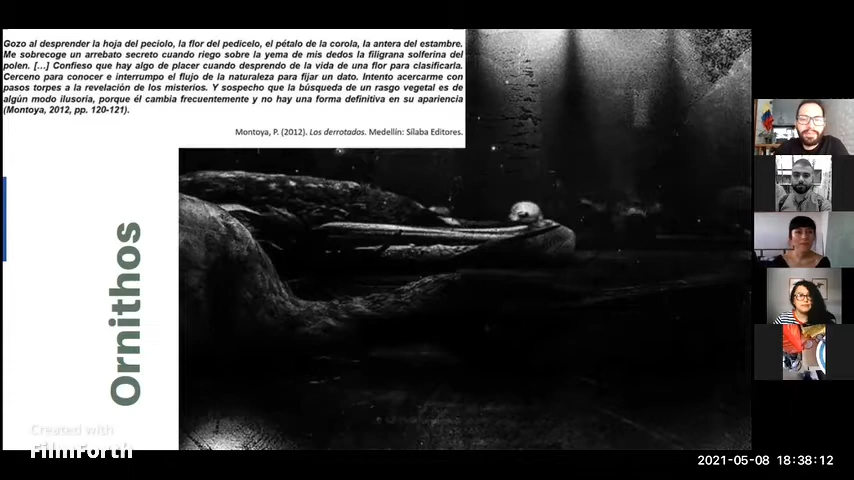 Gozo al desprender la hoja del peciolo, la flor del pedicelo, el pétalo de la corola, la antera del estambre.
Me sobrecoge un arrebato secreto cuando riego sobre la yema de mis dedos la filigrana solferina del
polen. […] Confieso que hay algo de placer cuando desprendo de la vida de una flor para clasificarla.
Cerceno para conocer e interrumpo el flujo de la naturaleza para fijar un dato. Intento acercarme con
pasos torpes a la revelación de los misterios. Y sospecho que la búsqueda de un rasgo vegetal es de
algún modo ilusoria, porque él cambia frecuentemente y no hay una forma definitiva en su apariencia
(Montoya, 2012, pp. 120-121).
Montoya, P. (2012). Los derrotados. Medellín: Sílaba Editores.
Ornithos
Created with
FilmForth
2021-05-08 18:38:12